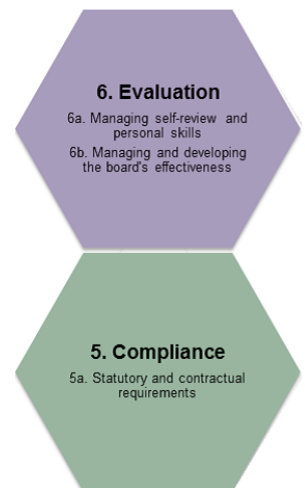 6. Evaluation
6a. Managing self-review and
personal skills
6b. Managing and developing
the board's effectiveness
5. Compliance
5a. Statutory and contractual
requirements